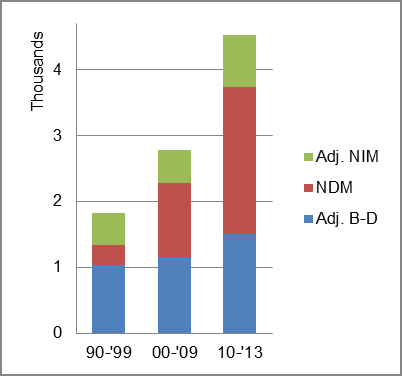 Thousands
4
3
2
1
0
90-'99
00-'09
10-'13
Adj. NIM
NDM
Adj. B-D